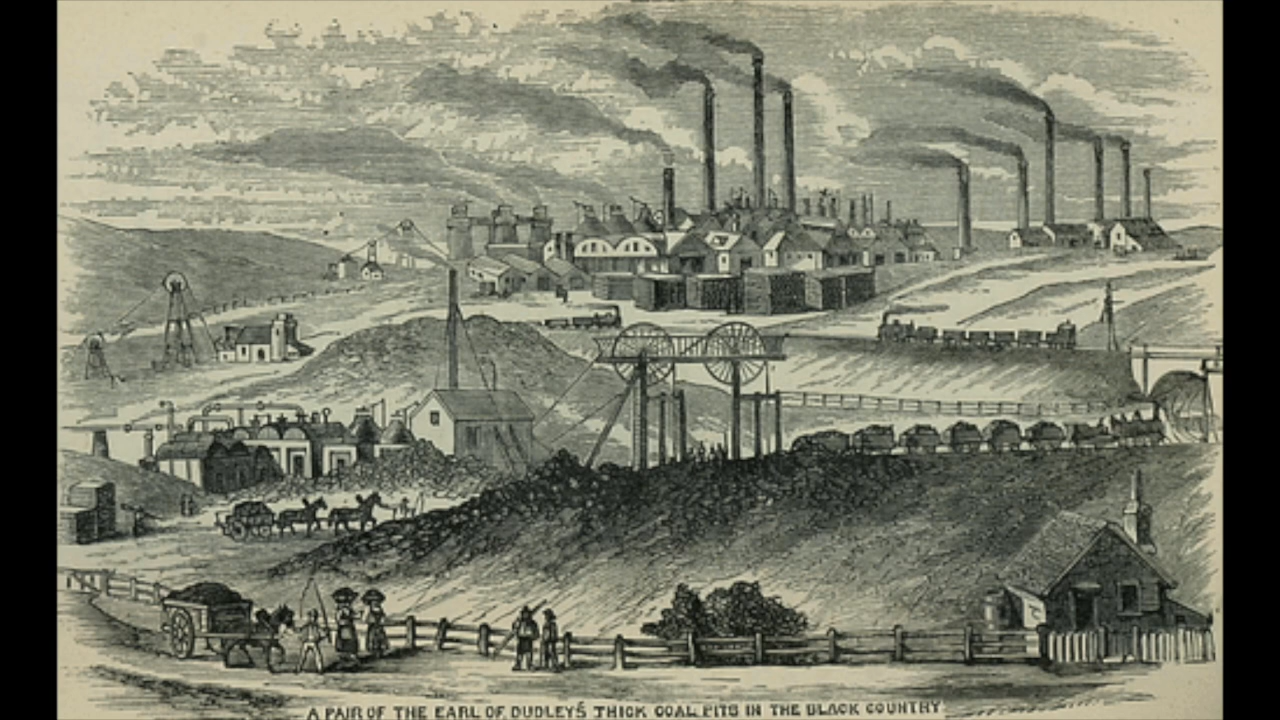 A PAIR OF THE EARL OF DUDLEY'S THICK COAL PITS IN THE BLACK COUNTRY